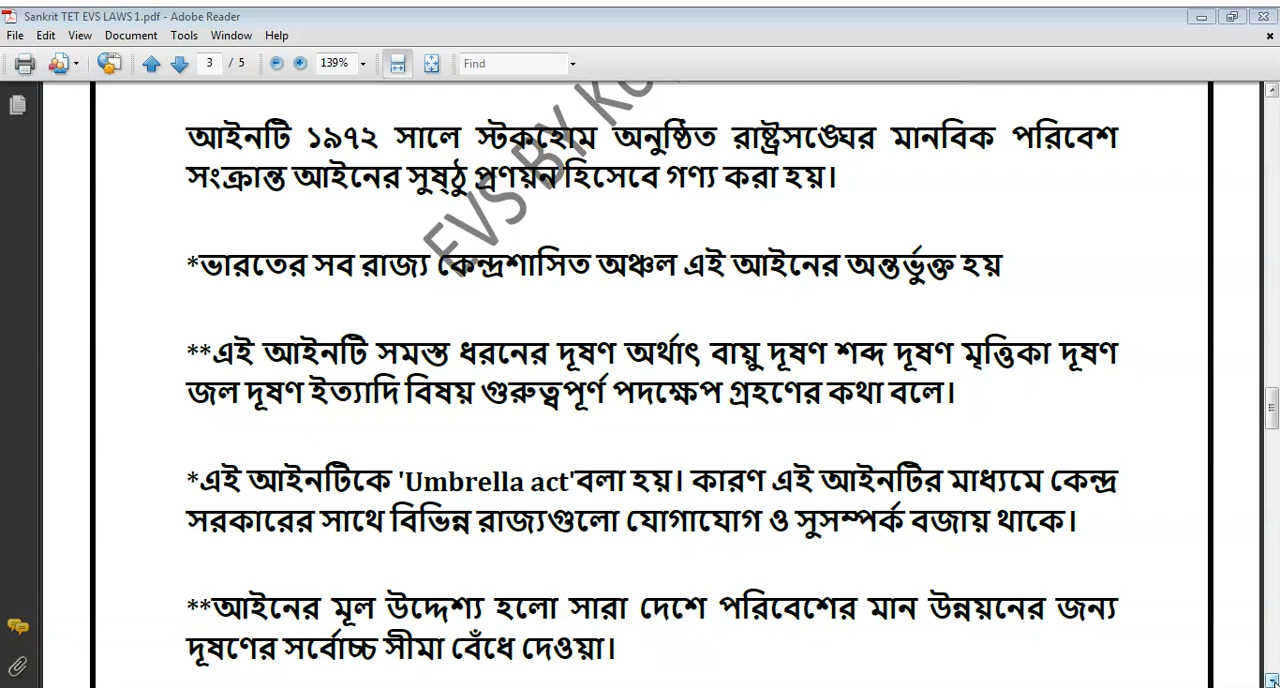 Sankrit TET EVS LAWS 1.pdf - Adobe Reader
File Edit View Document Tools Window Help
3 / 5 139% Find
আইনটি ১৯৭২ সালে স্টকহোমে অনুষ্ঠিত রাষ্ট্রসঙ্ঘের মানবিক পরিবেশ
সংক্রান্ত আইনের সুষ্ঠু প্রণয়ন হিসেবে গণ্য করা হয়।
EVS BY
*ভারতের সব রাজ্য কেন্দ্রশাসিত অঞ্চল এই আইনের অন্তর্ভুক্ত হয়
**এই আইনটি সমস্ত ধরনের দূষণ অর্থাৎ বায়ু দূষণ শব্দ দূষণ মৃত্তিকা দূষণ
জল দূষণ ইত্যাদি বিষয় গুরুত্বপূর্ণ পদক্ষেপ গ্রহণের কথা বলে।
*এই আইনটিকে 'Umbrella act'বলা হয়। কারণ এই আইনটির মাধ্যমে কেন্দ্র
সরকারের সাথে বিভিন্ন রাজ্যগুলো যোগাযোগ ও সুসম্পর্ক বজায় থাকে।
**আইনের মূল উদ্দেশ্য হলো সারা দেশে পরিবেশের মান উন্নয়নের জন্য
দূষণের সর্বোচ্চ সীমা বেঁধে দেওয়া।